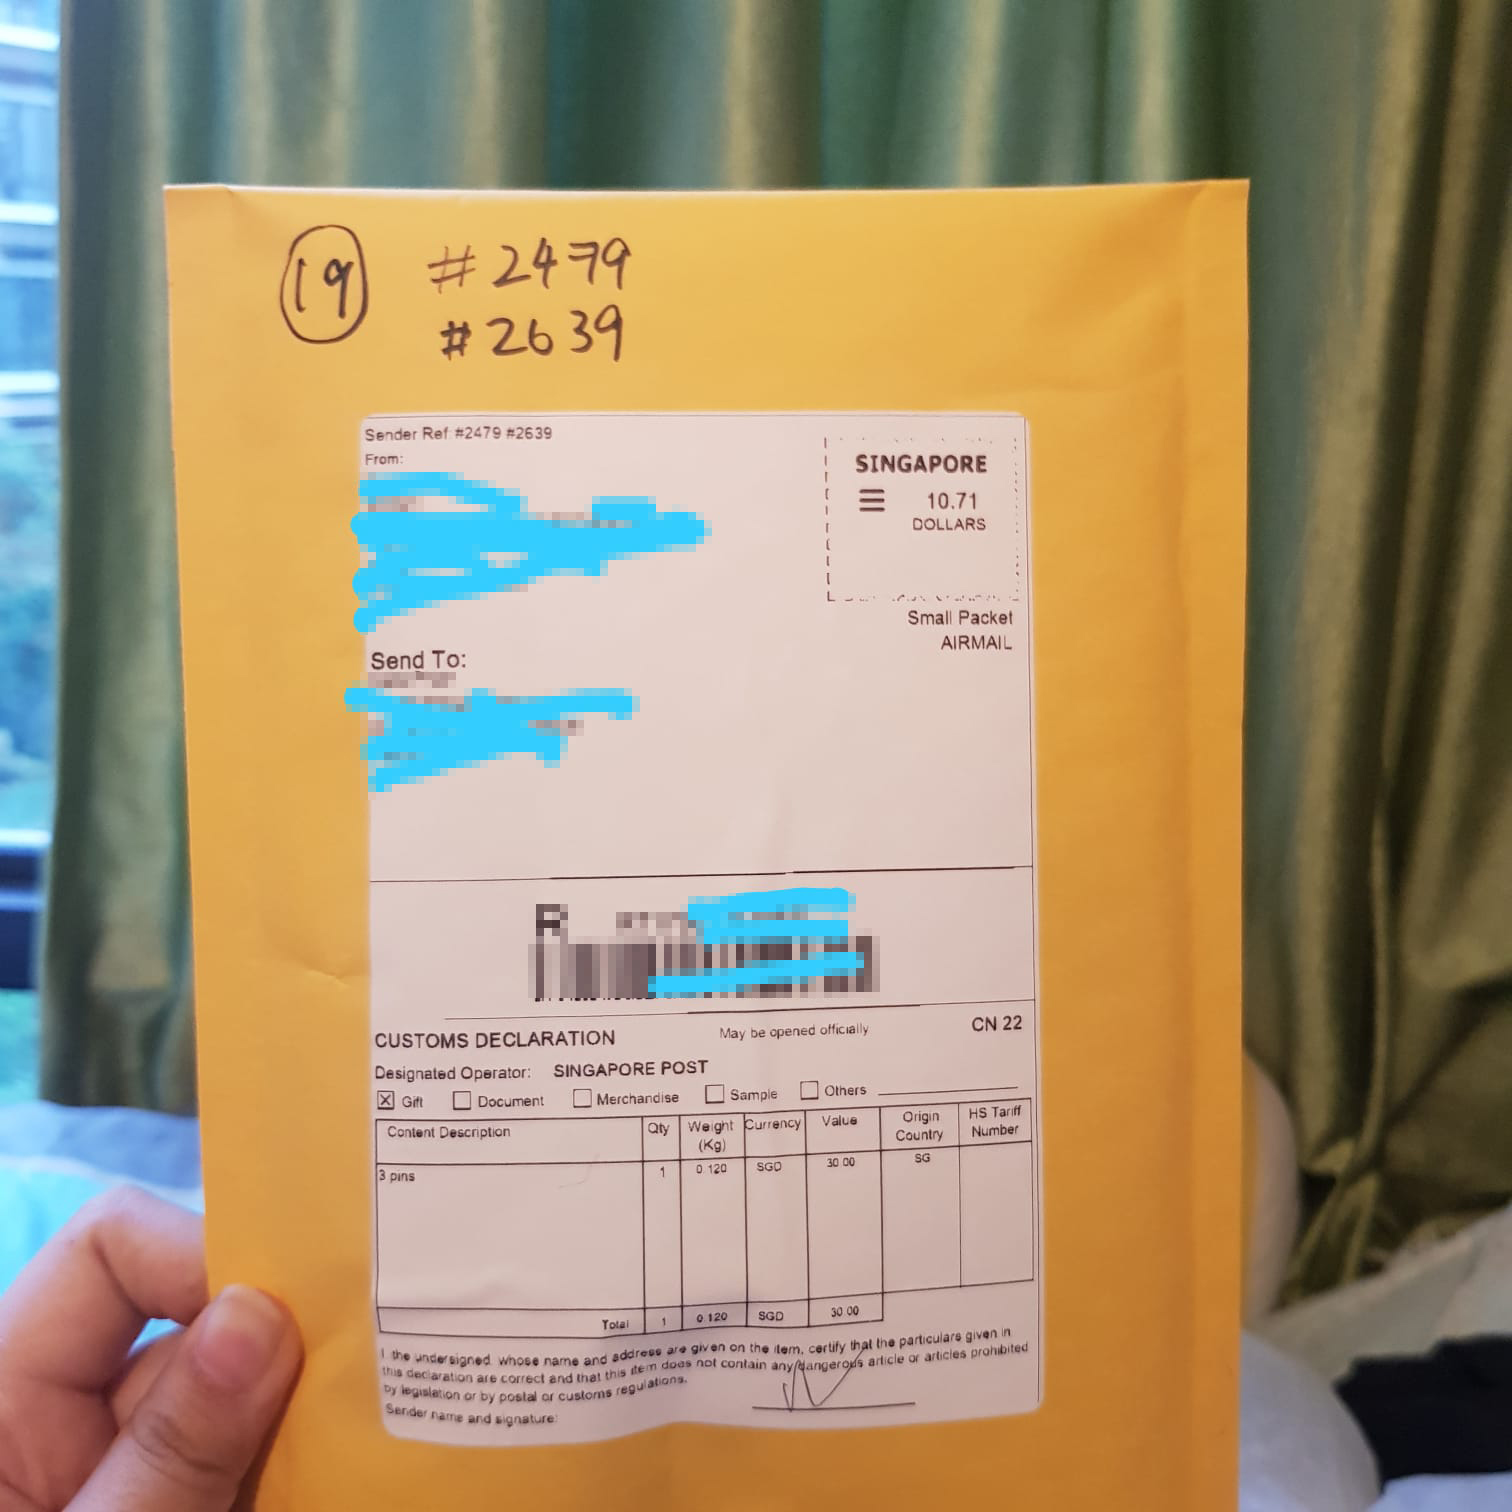 19 #2479
#2639
Sender Ref: #2479 #2639
From:
SINGAPORE
10.71
DOLLARS
Small Packet
AIRMAIL
Send To:
R
CUSTOMS DECLARATION May be opened officially CN 22
Designated Operator: SINGAPORE POST
☒ Gift ☐ Document ☐ Merchandise ☐ Sample ☐ Others
Content Description Qty Weight (Kg) Currency Value Origin Country HS Tariff Number
3 pins 1 0.120 SGD 30.00 SG
Total 1 0.120 SGD 30.00
I the undersigned whose name and address are given on the item, certify that the particulars given in
this declaration are correct and that this item does not contain any dangerous article or articles prohibited
by legislation or by postal or customs regulations.
Sender name and signature: